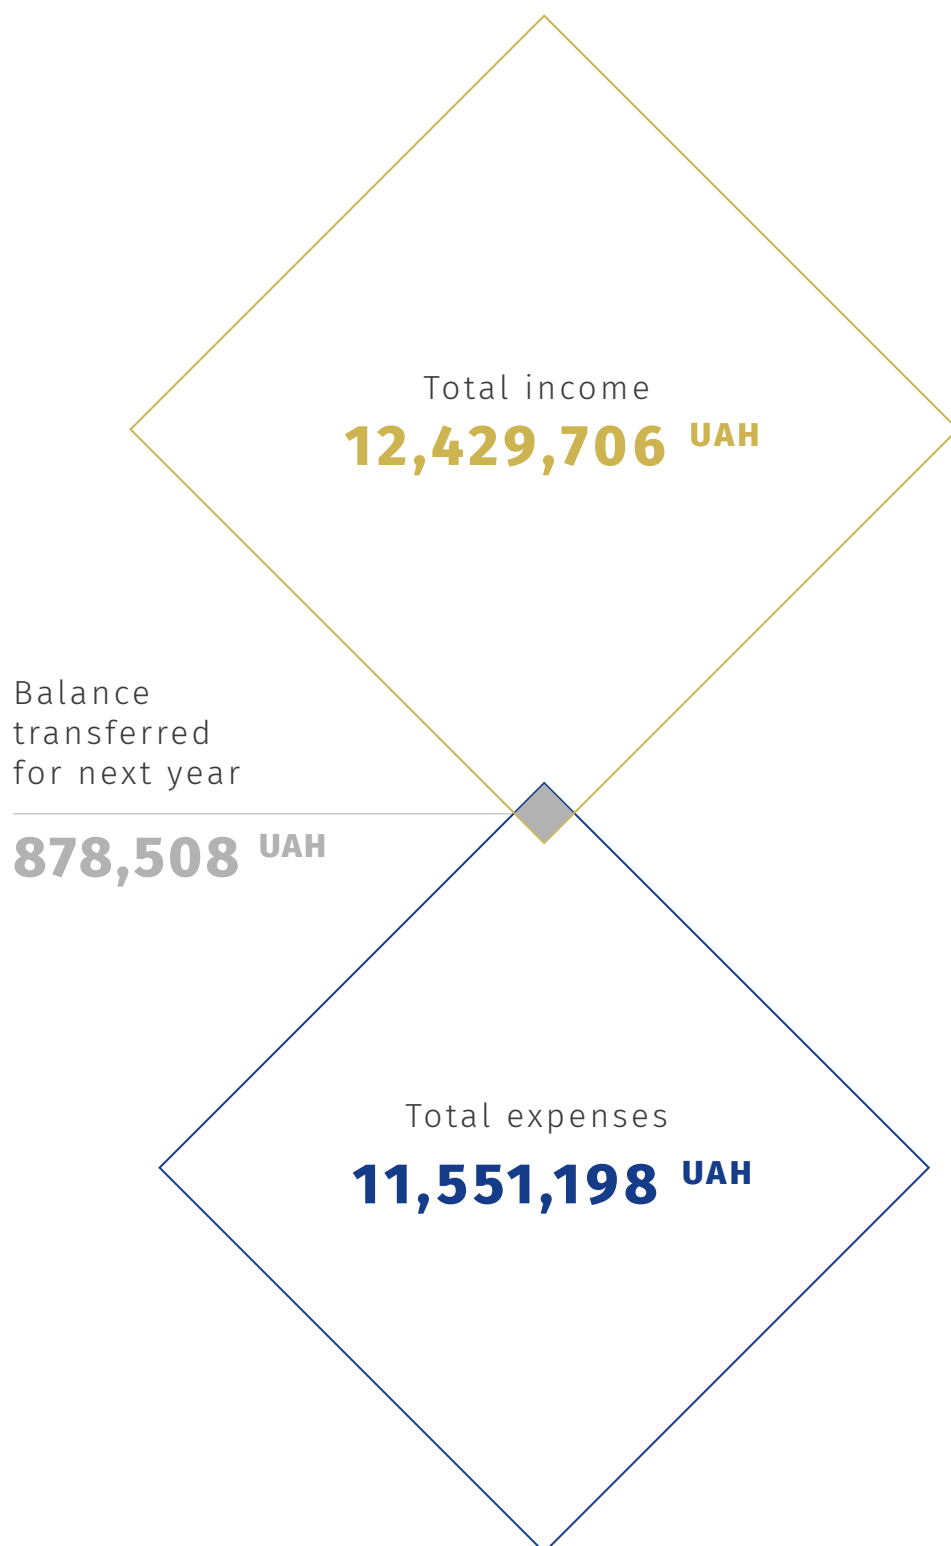 Total income
12,429,706 UAH
Balance
transferred
for next year
878,508 UAH
Total expenses
11,551,198 UAH